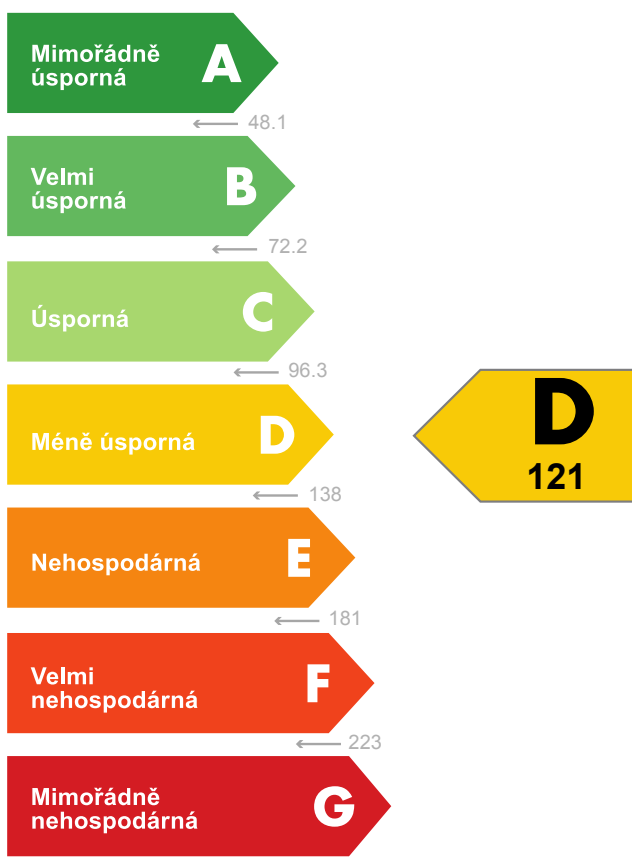 Mimořádně
úsporná
A
← 48.1
Velmi
úsporná
B
← 72.2
Úsporná
C
← 96.3
Méně úsporná
D
← 138
D
121
Nehospodárná
E
← 181
Velmi
nehospodárná
F
← 223
Mimořádně
nehospodárná
G